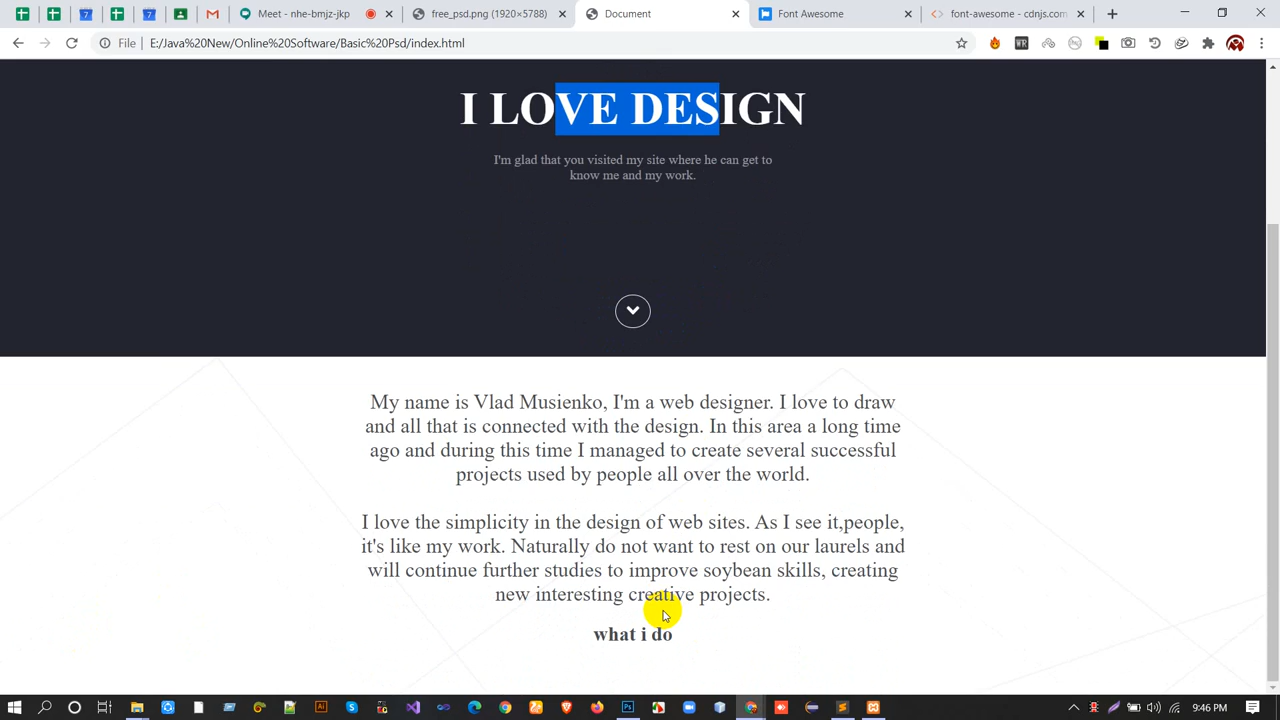 Meet - nhe-bmjz-jkp
free_psd.png (1920×5788)
Document
Font Awesome
font-awesome - cdnjs.com
File | E:/Java%20New/Online%20Software/Basic%20Psd/index.html
I LOVE DESIGN
I'm glad that you visited my site where he can get to
know me and my work.
My name is Vlad Musienko, I'm a web designer. I love to draw
and all that is connected with the design. In this area a long time
ago and during this time I managed to create several successful
projects used by people all over the world.
I love the simplicity in the design of web sites. As I see it,people,
it's like my work. Naturally do not want to rest on our laurels and
will continue further studies to improve soybean skills, creating
new interesting creative projects.
what i do
9:46 PM